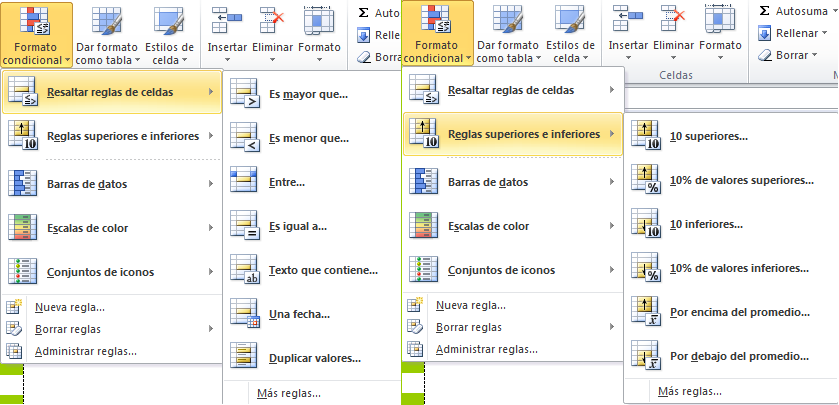 Formato condicional
Dar formato como tabla
Estilos de celda
Insertar
Eliminar
Formato
Σ Auto
Relle
Borra
Resaltar reglas de celdas
Reglas superiores e inferiores
Barras de datos
Escalas de color
Conjuntos de iconos
Nueva regla...
Borrar reglas
Administrar reglas...
Es mayor que...
Es menor que...
Entre...
Es igual a...
Texto que contiene...
Una fecha...
Duplicar valores...
Más reglas...
Formato condicional
Dar formato como tabla
Estilos de celda
Insertar
Eliminar
Formato
Celdas
Σ Autosuma
Rellenar
Borrar
M
Resaltar reglas de celdas
Reglas superiores e inferiores
Barras de datos
Escalas de color
Conjuntos de iconos
Nueva regla...
Borrar reglas
Administrar reglas...
10 superiores...
10% de valores superiores...
10 inferiores...
10% de valores inferiores...
Por encima del promedio...
Por debajo del promedio...
Más reglas...